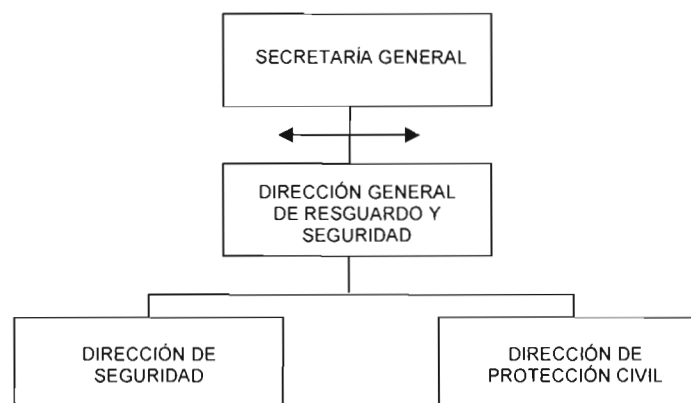 SECRETARÍA GENERAL
DIRECCIÓN GENERAL
DE RESGUARDO Y
SEGURIDAD
DIRECCIÓN DE
SEGURIDAD
DIRECCIÓN DE
PROTECCIÓN CIVIL